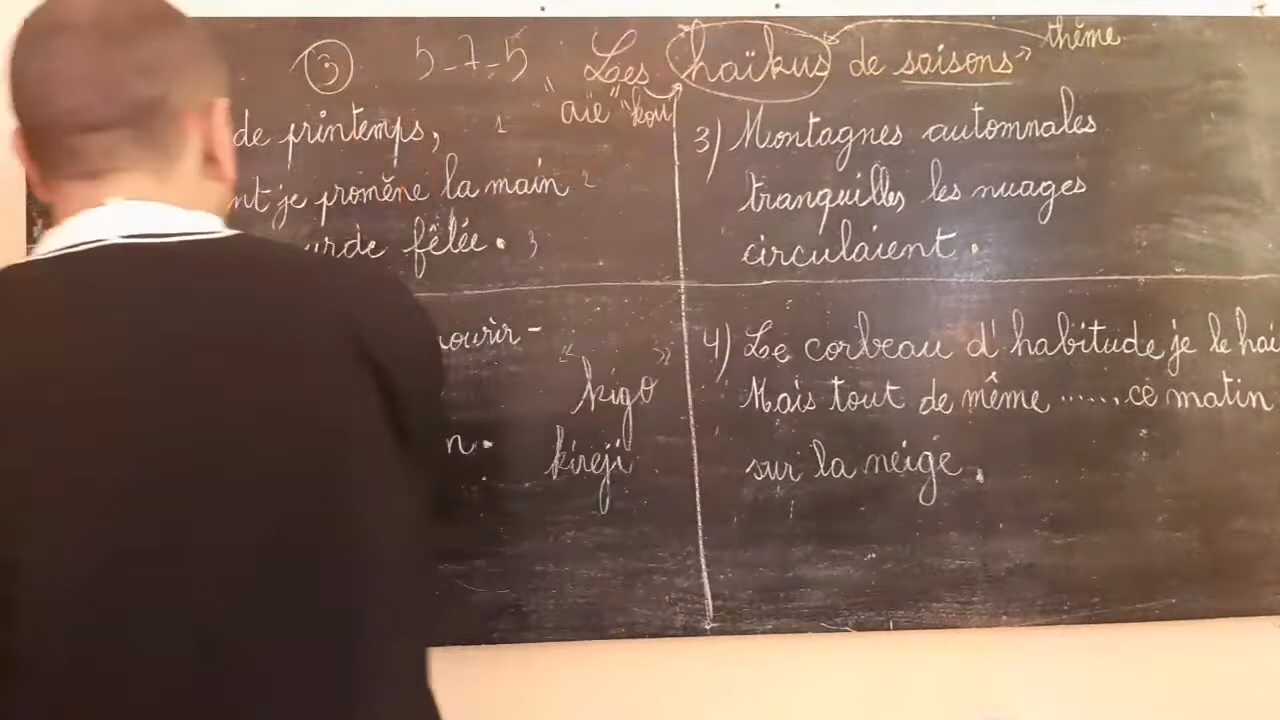 ③ 5-7-5 Les haïkus de saisons
thème
"aïe" "kou"
de printemps, 1
nt je promène la main 2
urde fêlée. 3
3) Montagnes automnales
tranquilles, les nuages
circulaient.
ourir -
"kigo"
n.
kireji
4) Le corbeau d'habitude je le hai
Mais tout de même ...... ce matin
sur la neige.